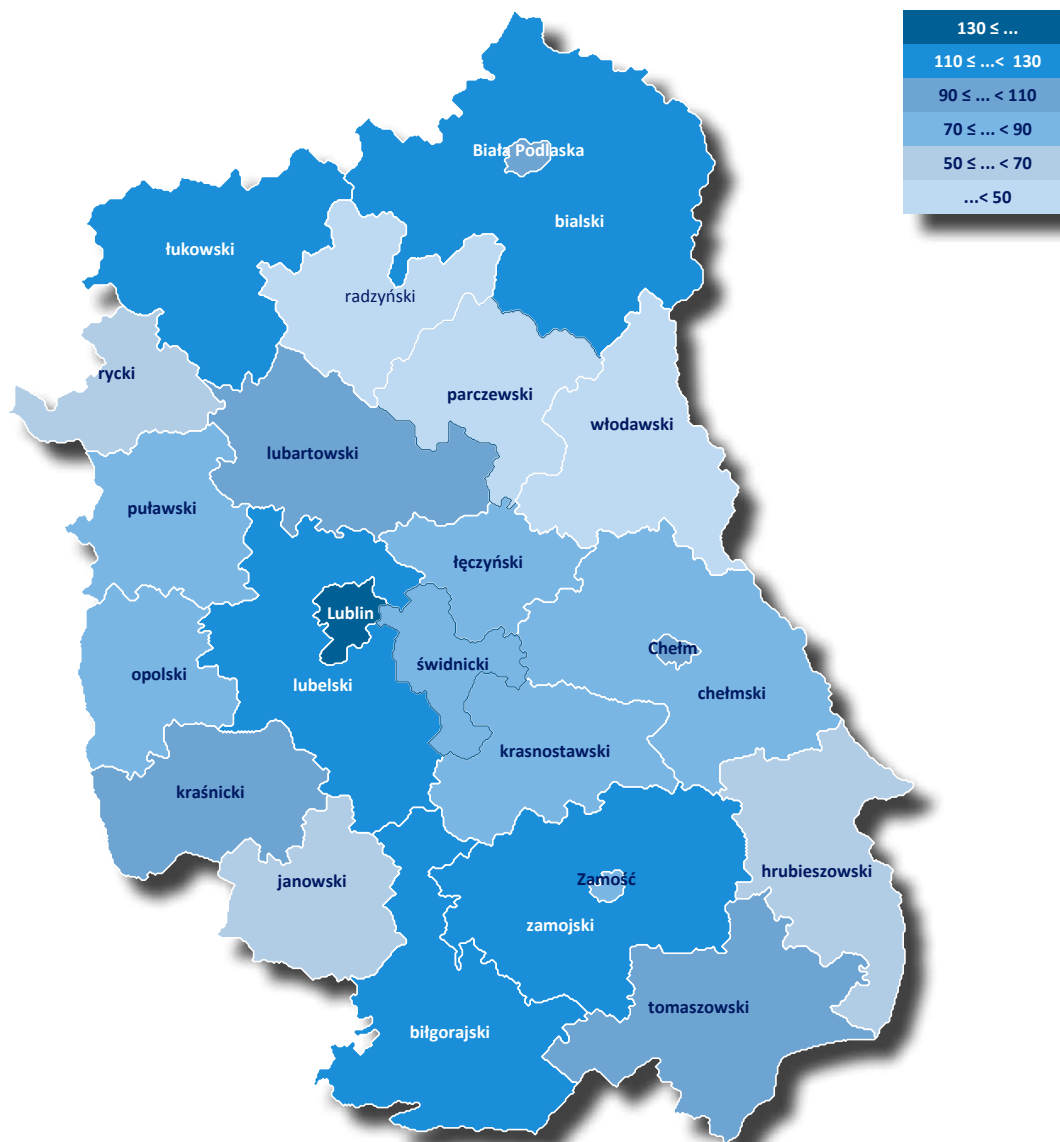 130 ≤ ...
110 ≤ ...< 130
90 ≤ ... < 110
70 ≤ ... < 90
50 ≤ ... < 70
...< 50
Biała Podlaska
bialski
łukowski
radzyński
rycki
parczewski
włodawski
lubartowski
puławski
łęczyński
Lublin
Chełm
świdnicki
opolski
lubelski
chełmski
krasnostawski
kraśnicki
hrubieszowski
janowski
Zamość
zamojski
tomaszowski
biłgorajski